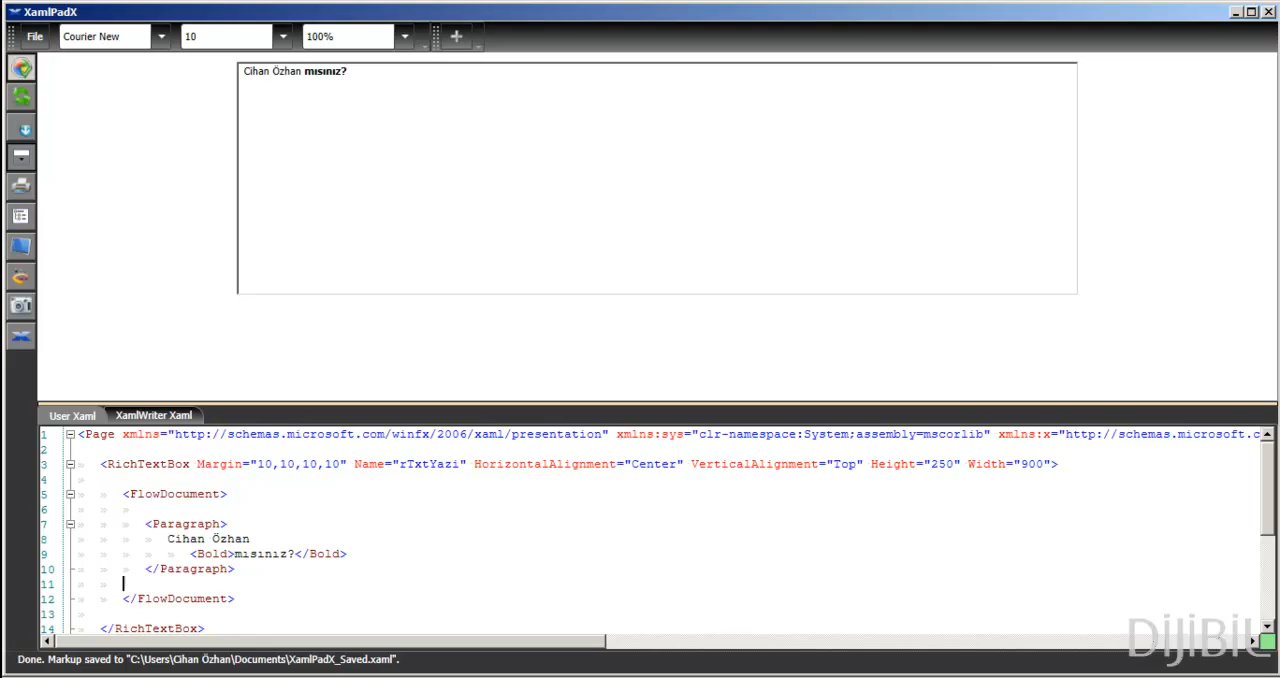 XamlPadX
File Courier New 10 100%
Cihan Özhan mısınız?
User Xaml XamlWriter Xaml
1 <Page xmlns="http://schemas.microsoft.com/winfx/2006/xaml/presentation" xmlns:sys="clr-namespace:System;assembly=mscorlib" xmlns:x="http://schemas.microsoft.c
2
3 <RichTextBox Margin="10,10,10,10" Name="rTxtYazi" HorizontalAlignment="Center" VerticalAlignment="Top" Height="250" Width="900">
4
5 <FlowDocument>
6
7 <Paragraph>
8 Cihan Özhan
9 <Bold>mısınız?</Bold>
10 </Paragraph>
11
12 </FlowDocument>
13
14 </RichTextBox>
DijiBiL
Done. Markup saved to "C:\Users\Cihan Özhan\Documents\XamlPadX_Saved.xaml".